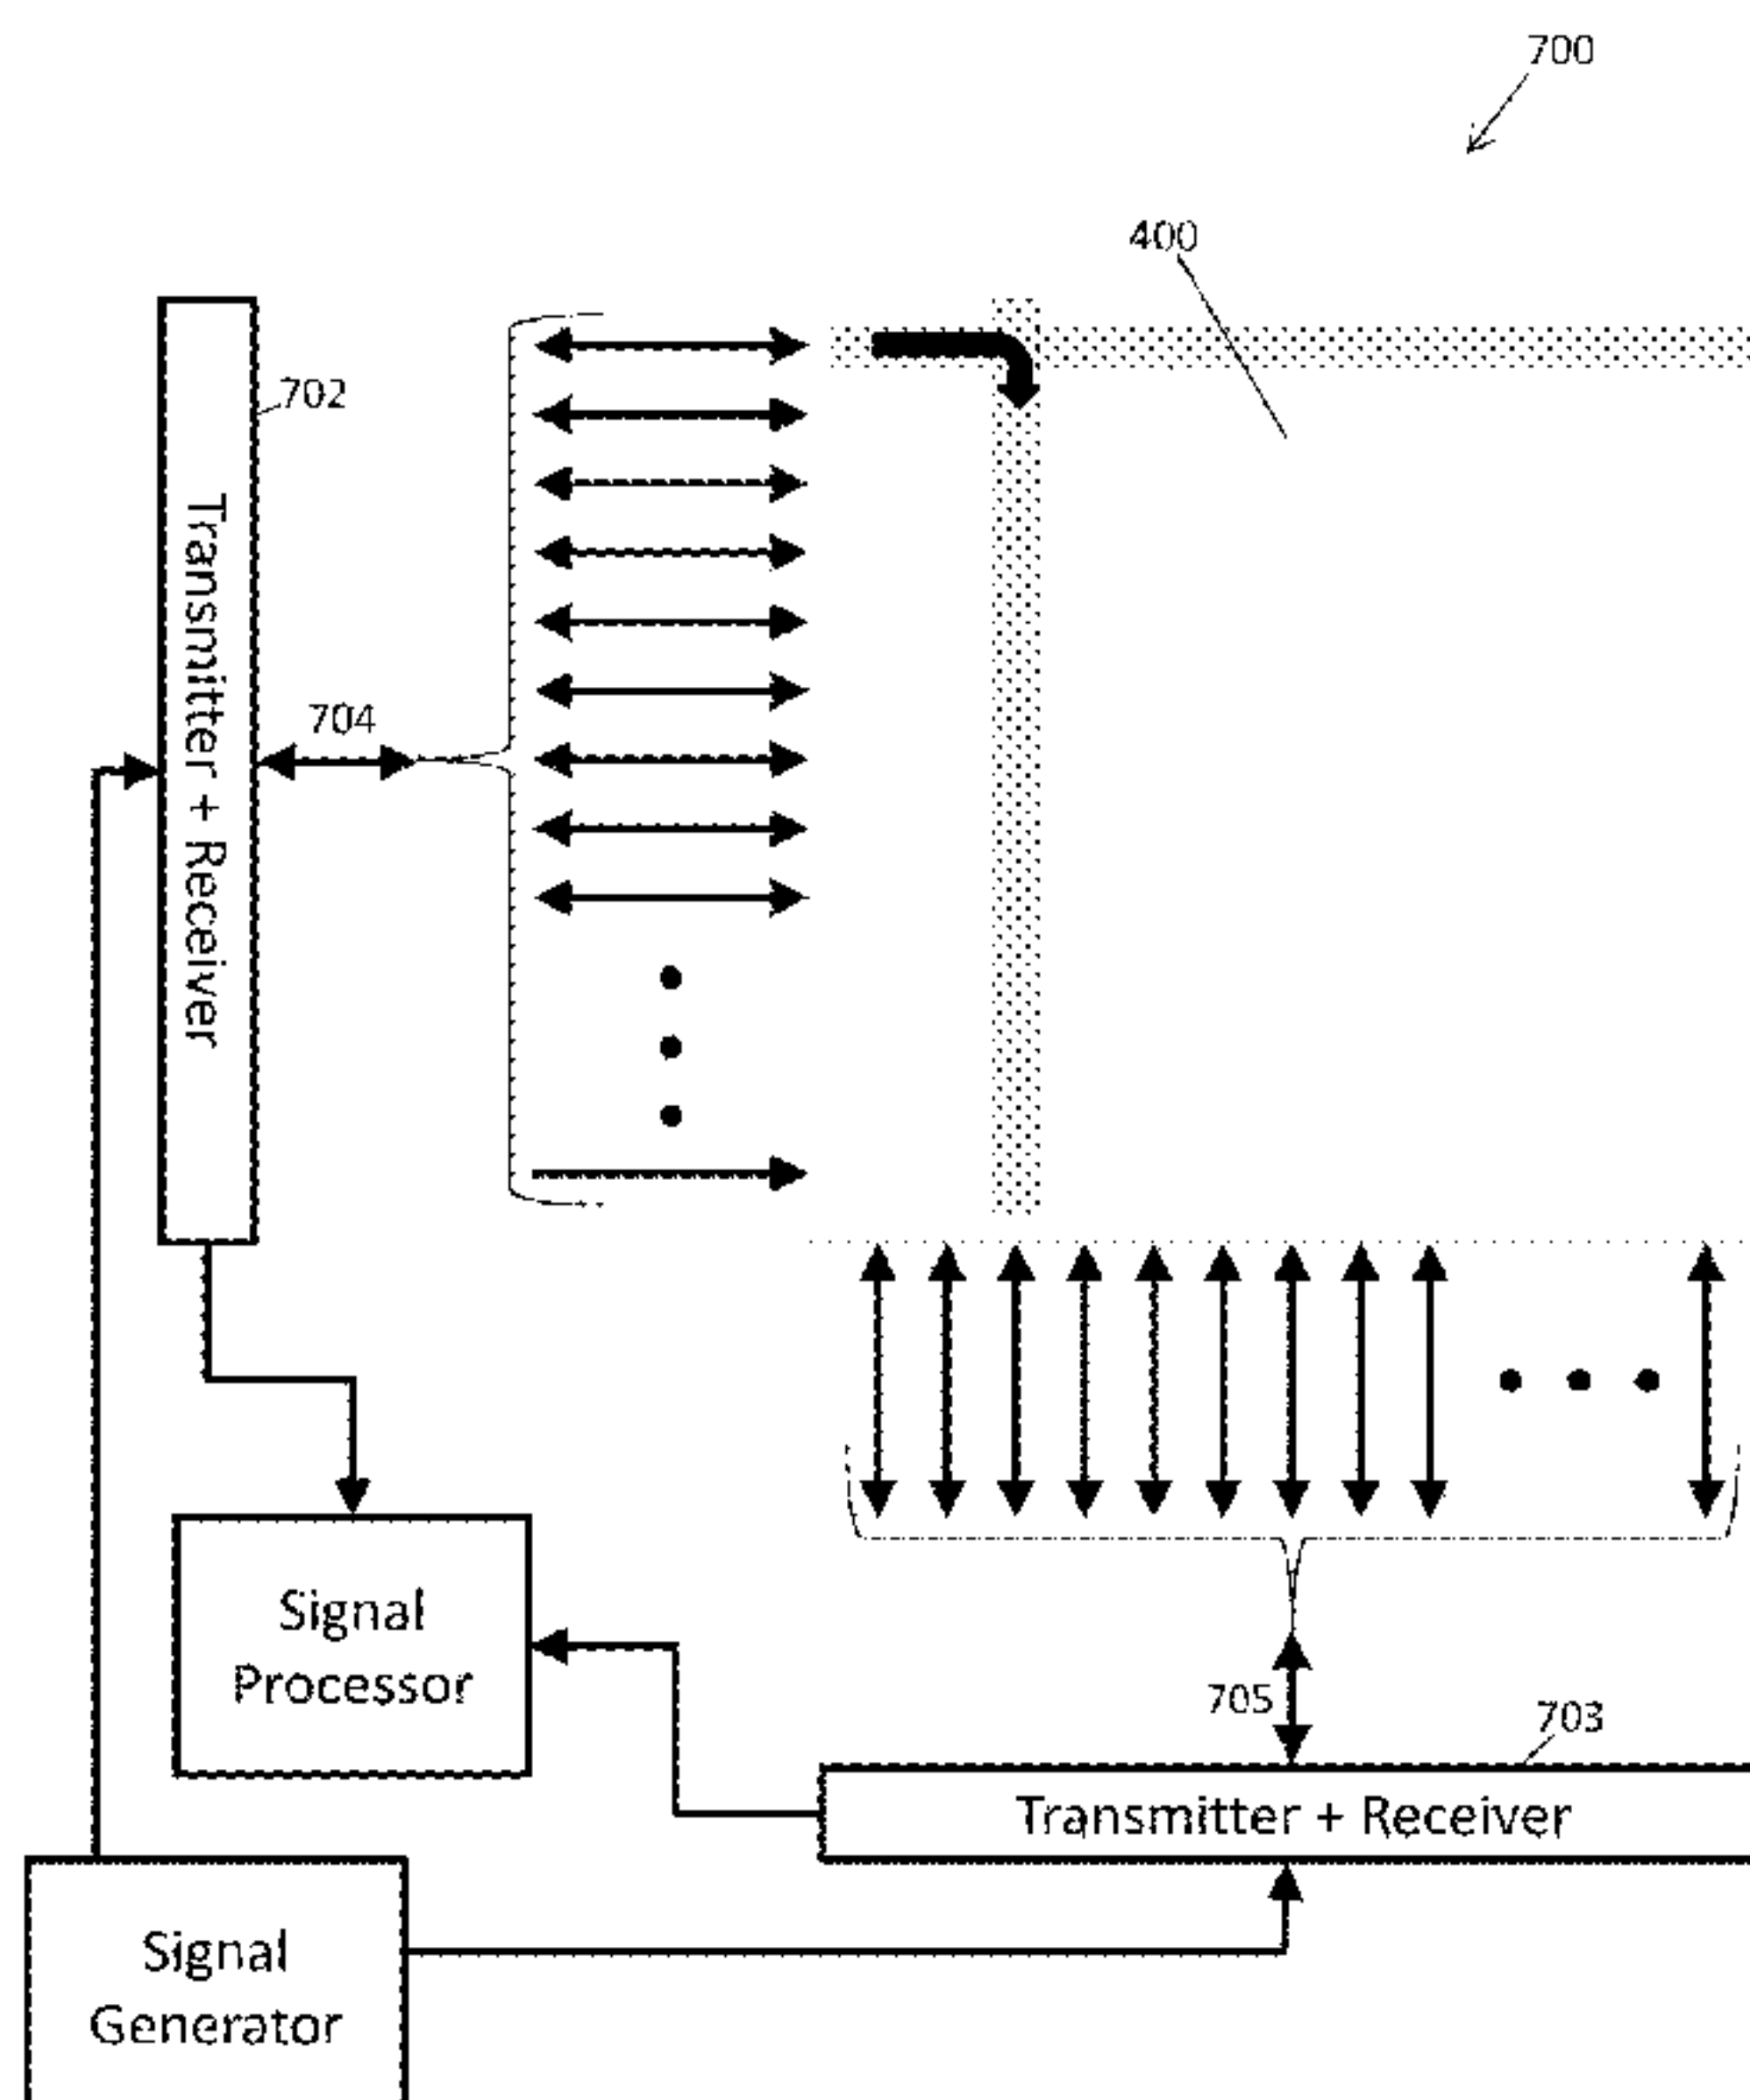 700
400
702
Transmitter + Receiver
704
Signal
Processor
705
703
Transmitter + Receiver
Signal
Generator